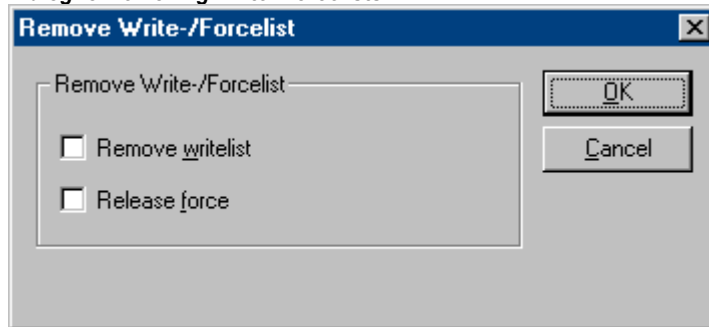 Remove Write-/Forcelist
Remove Write-/Forcelist
OK
Remove writelist
Cancel
Release force